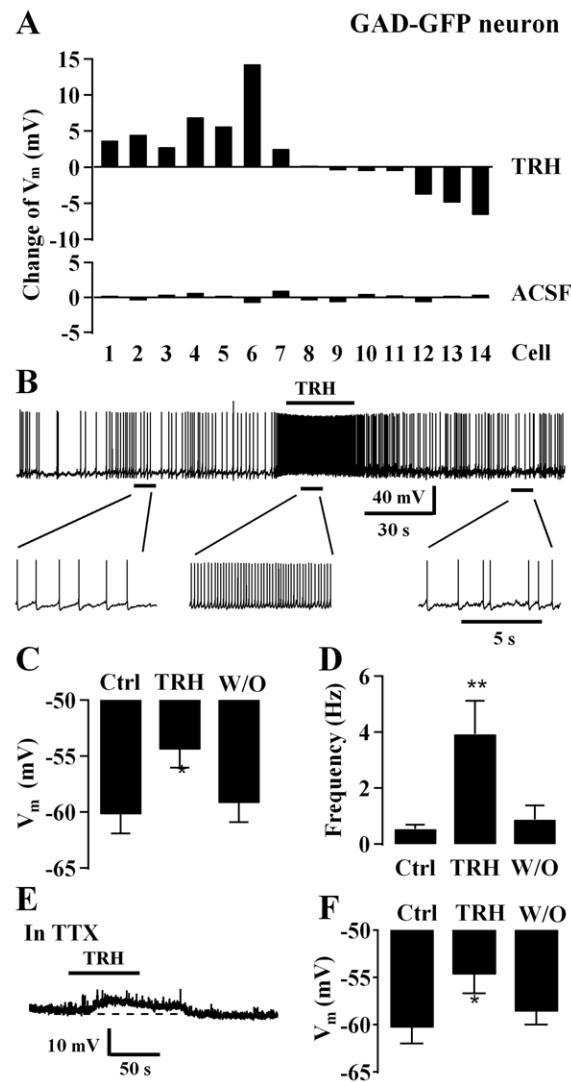 A
GAD-GFP neuron
15
10
5
0
-5
-10
TRH
Change of Vm (mV)
5
0
-5
ACSF
1 2 3 4 5 6 7 8 9 10 11 12 13 14 Cell
B
TRH
40 mV
30 s
5 s
C
Ctrl TRH W/O
-50
-55
-60
-65
Vm (mV)
*
D
6
4
2
0
Frequency (Hz)
**
Ctrl TRH W/O
E
In TTX
TRH
10 mV
50 s
F
Ctrl TRH W/O
-50
-55
-60
-65
Vm (mV)
*